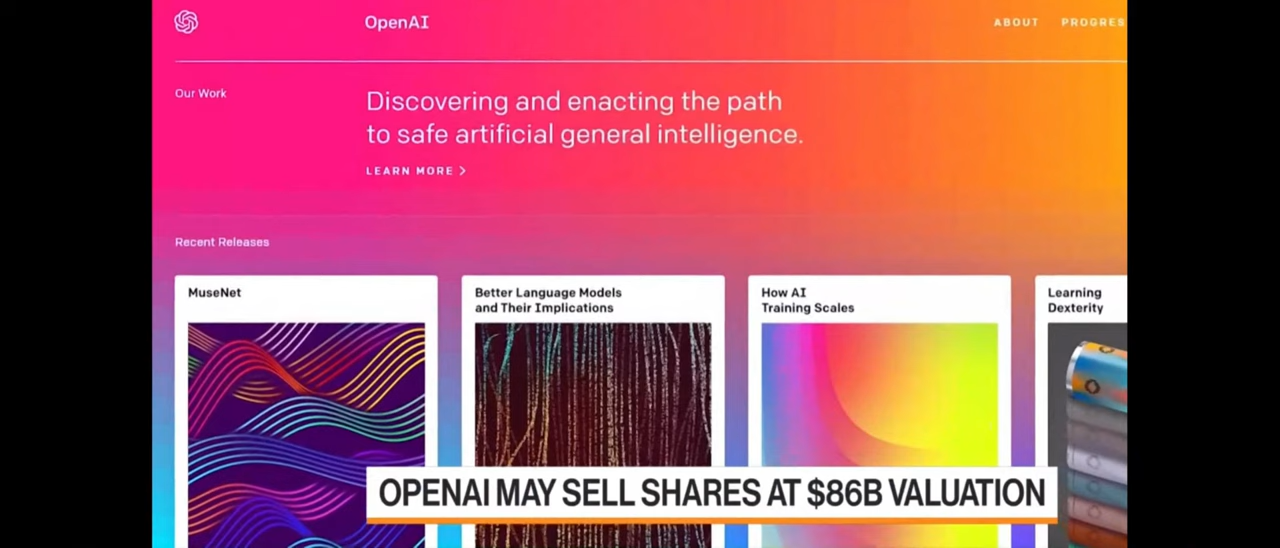 OpenAI
ABOUT
PROGRES
Our Work
Discovering and enacting the path
to safe artificial general intelligence.
LEARN MORE >
Recent Releases
MuseNet
Better Language Models
and Their Implications
How AI
Training Scales
Learning
Dexterity
OPENAI MAY SELL SHARES AT $86B VALUATION